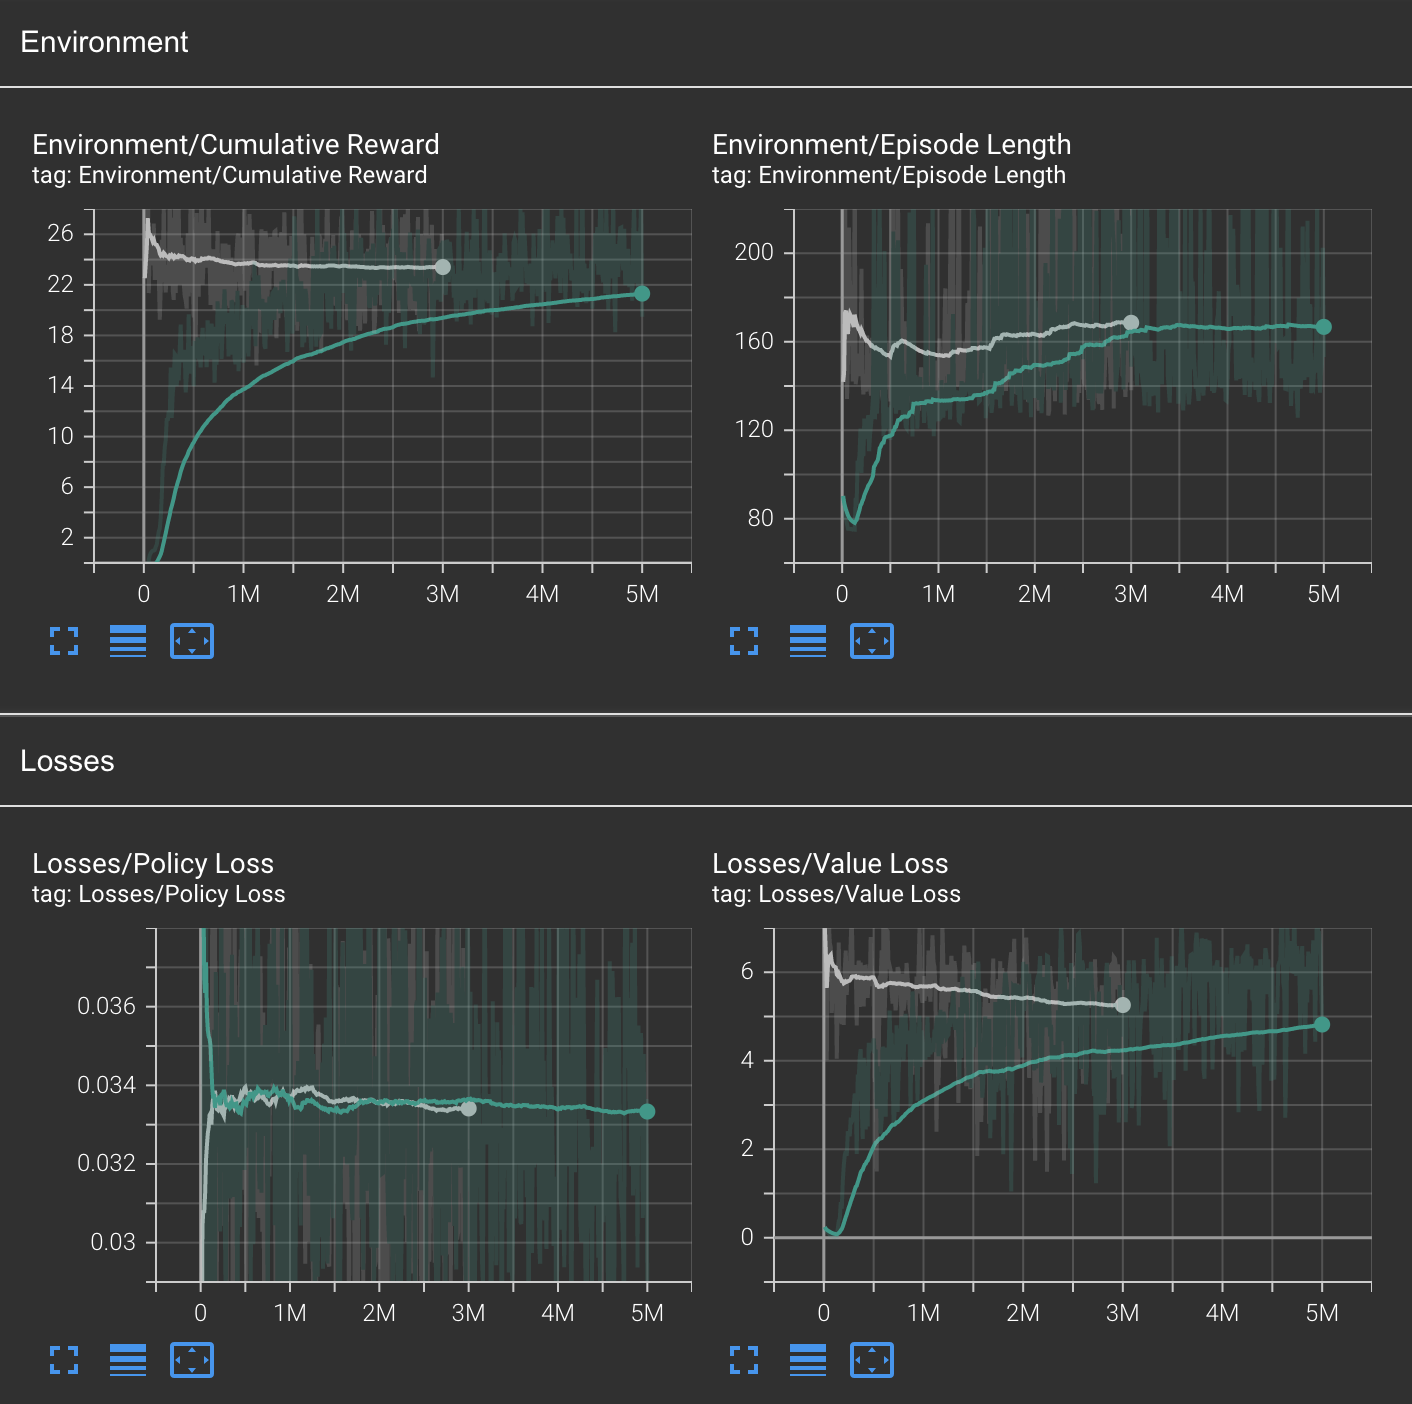 Environment
Environment/Cumulative Reward
tag: Environment/Cumulative Reward
26
22
18
14
10
6
2
0 1M 2M 3M 4M 5M
Environment/Episode Length
tag: Environment/Episode Length
200
160
120
80
0 1M 2M 3M 4M 5M
Losses
Losses/Policy Loss
tag: Losses/Policy Loss
0.036
0.034
0.032
0.03
0 1M 2M 3M 4M 5M
Losses/Value Loss
tag: Losses/Value Loss
6
4
2
0
0 1M 2M 3M 4M 5M